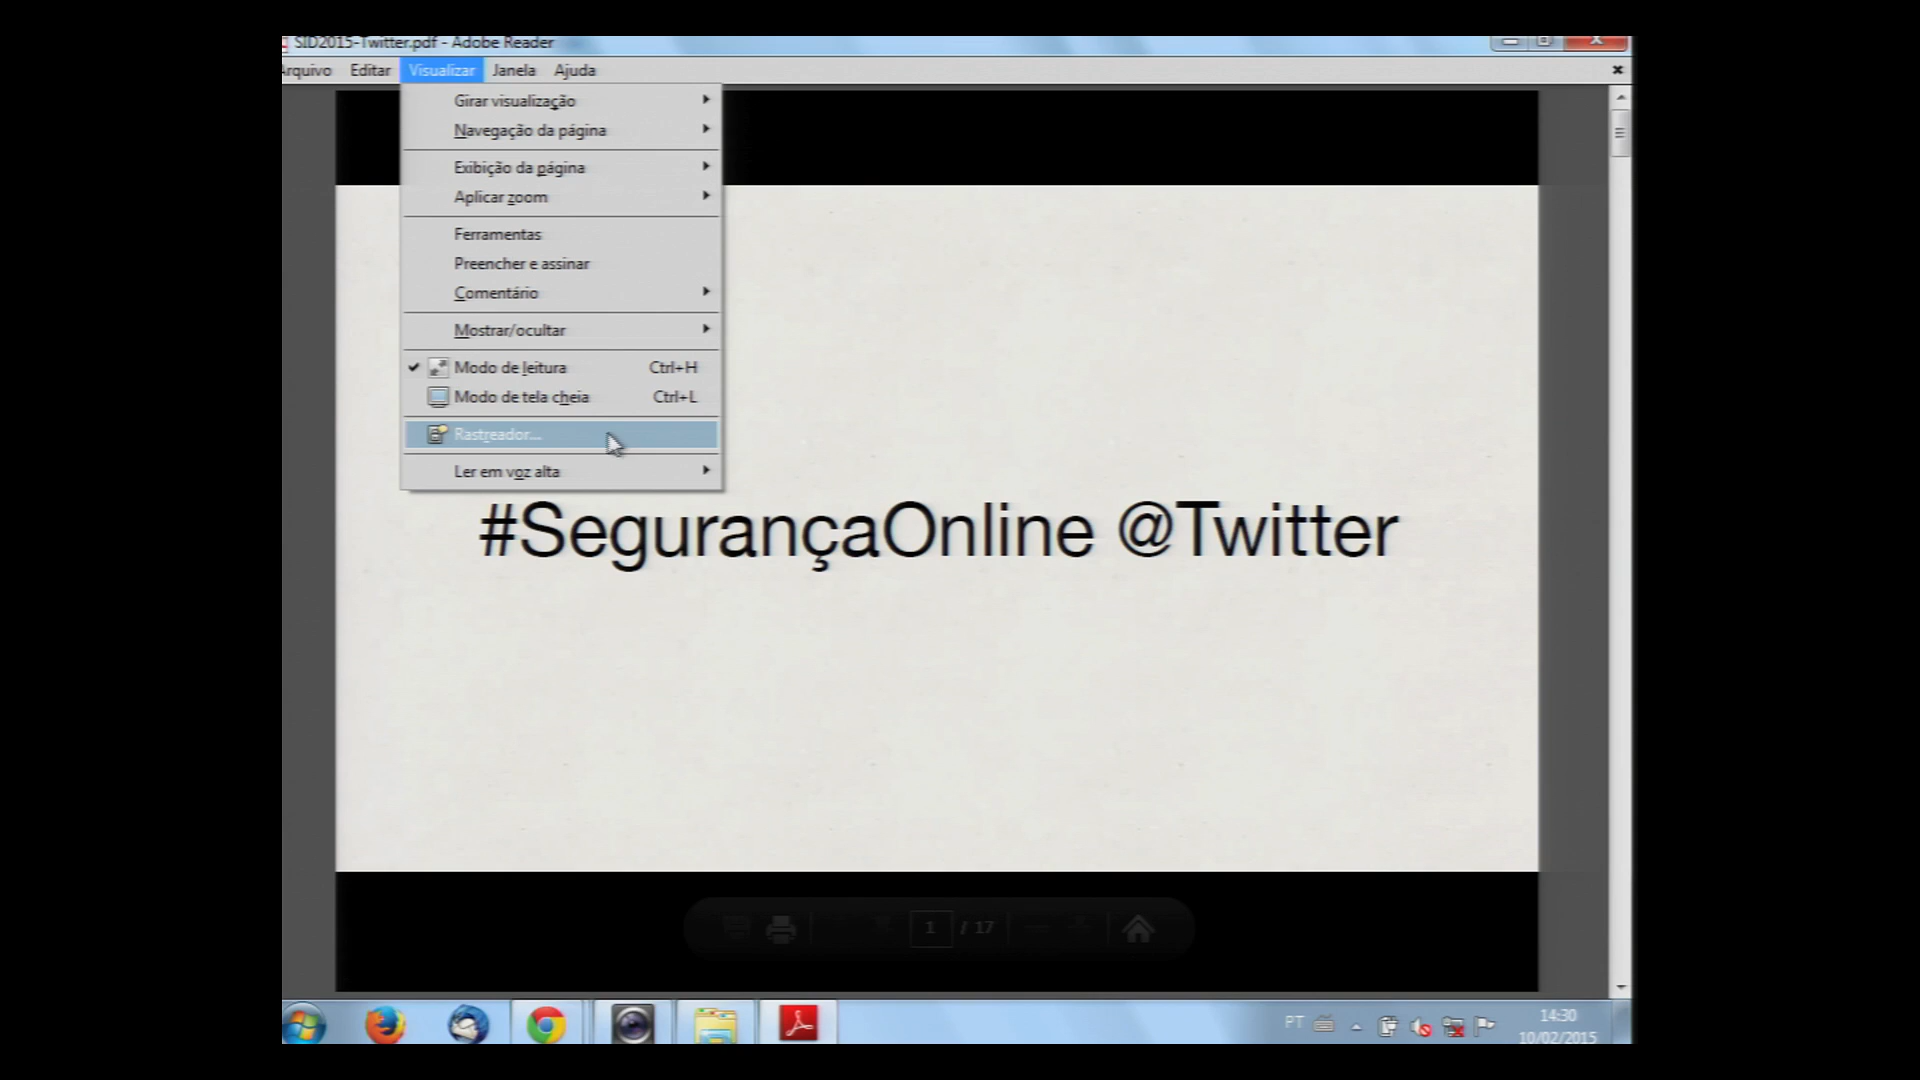 SID2015-Twitter.pdf - Adobe Reader
Arquivo Editar Visualizar Janela Ajuda
Girar visualização
Navegação da página
Exibição da página
Aplicar zoom
Ferramentas
Preencher e assinar
Comentário
Mostrar/ocultar
Modo de leitura Ctrl+H
Modo de tela cheia Ctrl+L
Rastreador...
Ler em voz alta
#SegurançaOnline @Twitter
1 / 17
PT
14:30
10/02/2015